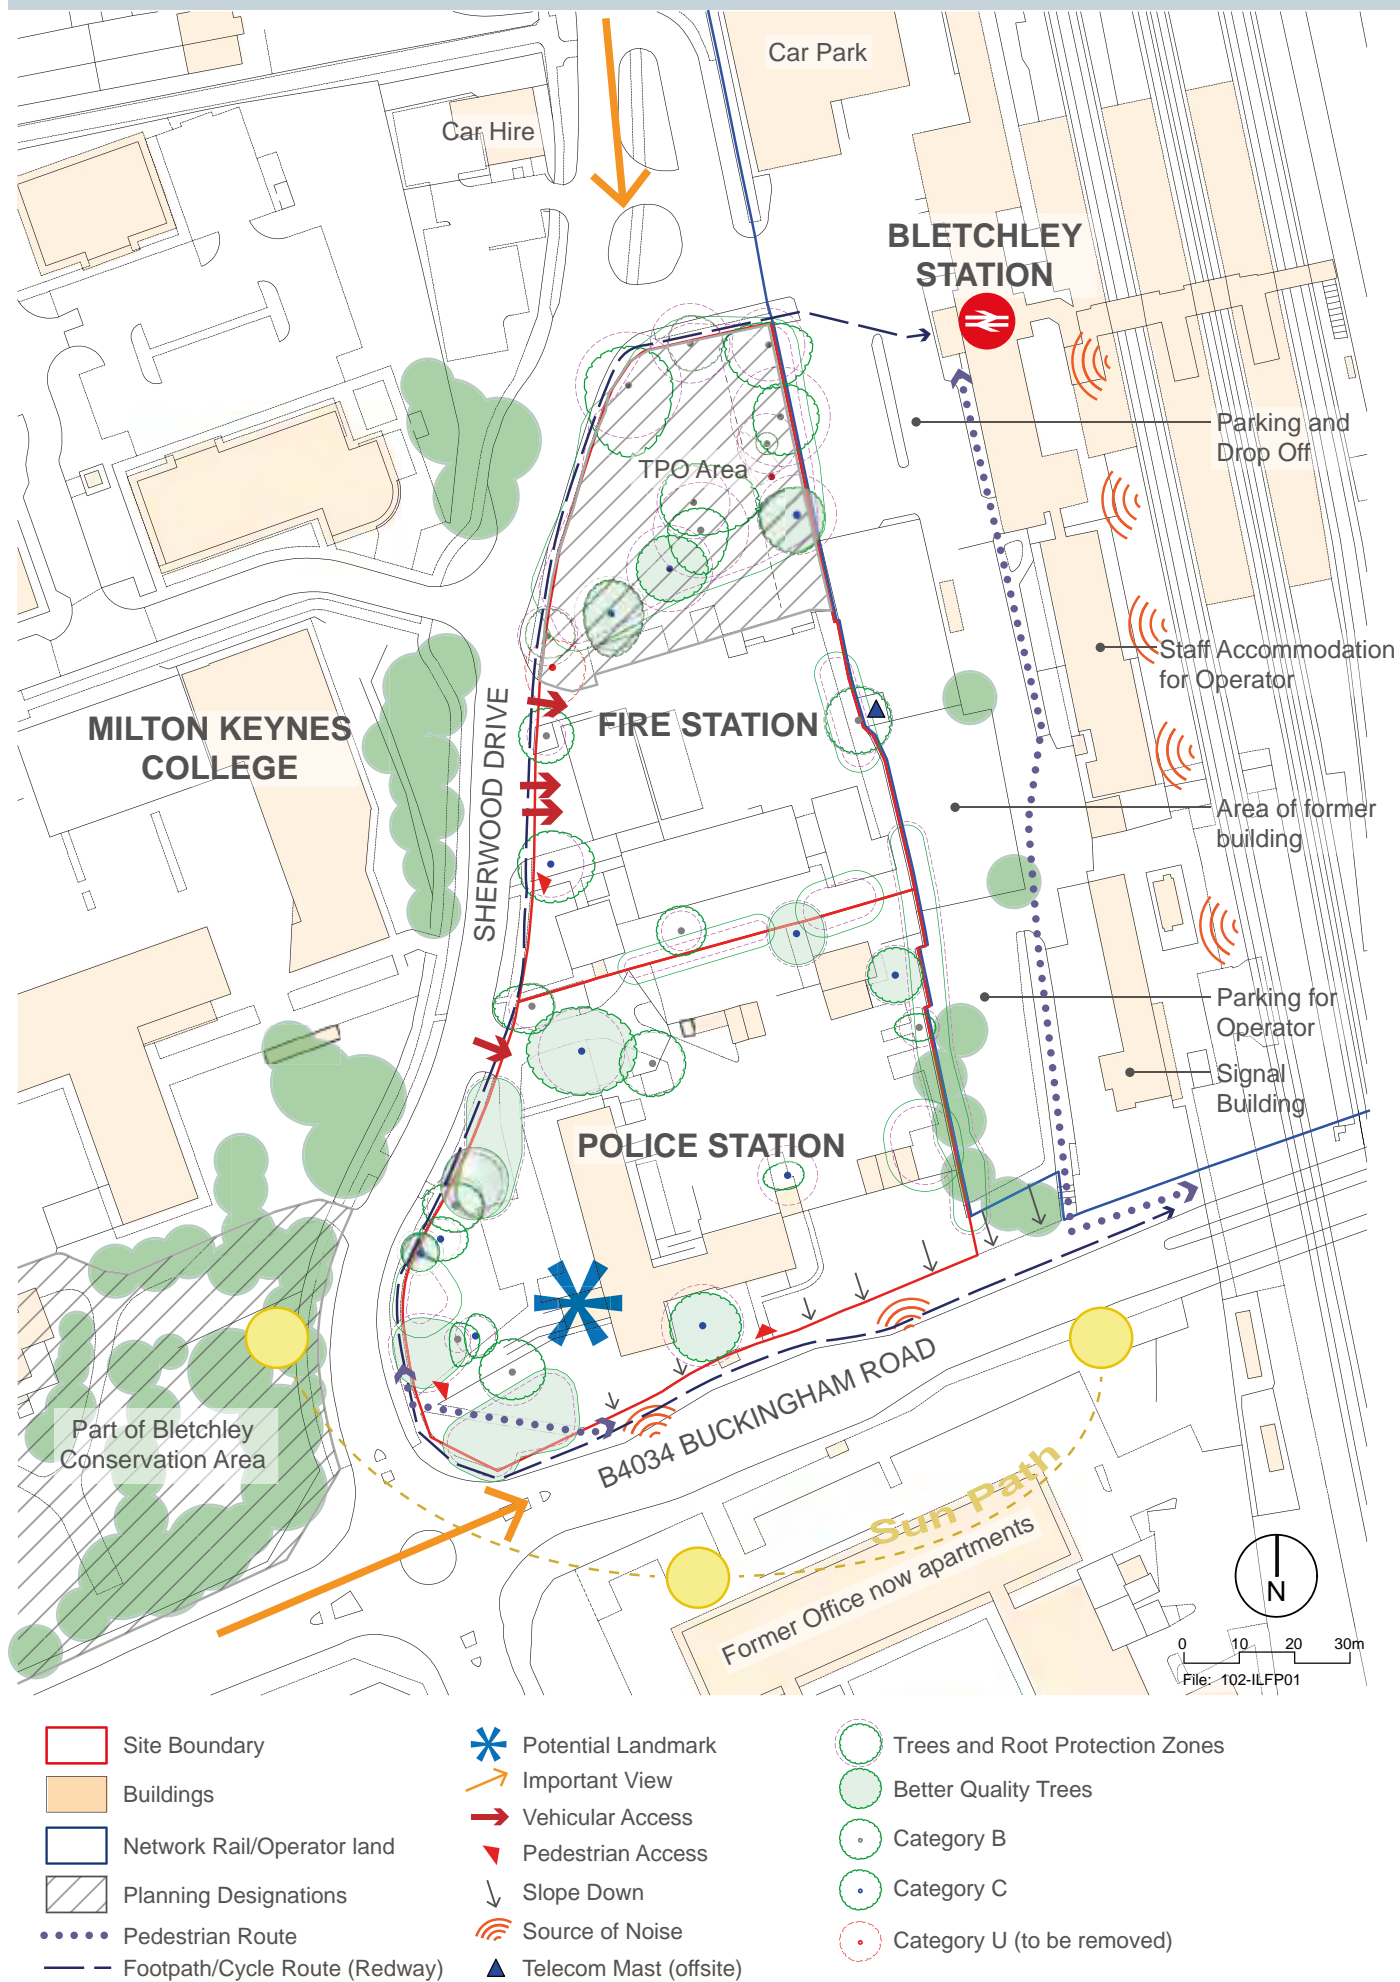 Car Park
Car Hire
BLETCHLEY
STATION
Parking and
Drop Off
TPO Area
Staff Accommodation
for Operator
MILTON KEYNES
COLLEGE
SHERWOOD DRIVE
FIRE STATION
Area of former
building
Parking for
Operator
Signal
Building
POLICE STATION
B4034 BUCKINGHAM ROAD
Part of Bletchley
Conservation Area
Sun Path
Former Office now apartments
N
0 10 20 30m
File: 102-ILFP01
Site Boundary
Buildings
Network Rail/Operator land
Planning Designations
Pedestrian Route
Footpath/Cycle Route (Redway)
Potential Landmark
Important View
Vehicular Access
Pedestrian Access
Slope Down
Source of Noise
Telecom Mast (offsite)
Trees and Root Protection Zones
Better Quality Trees
Category B
Category C
Category U (to be removed)